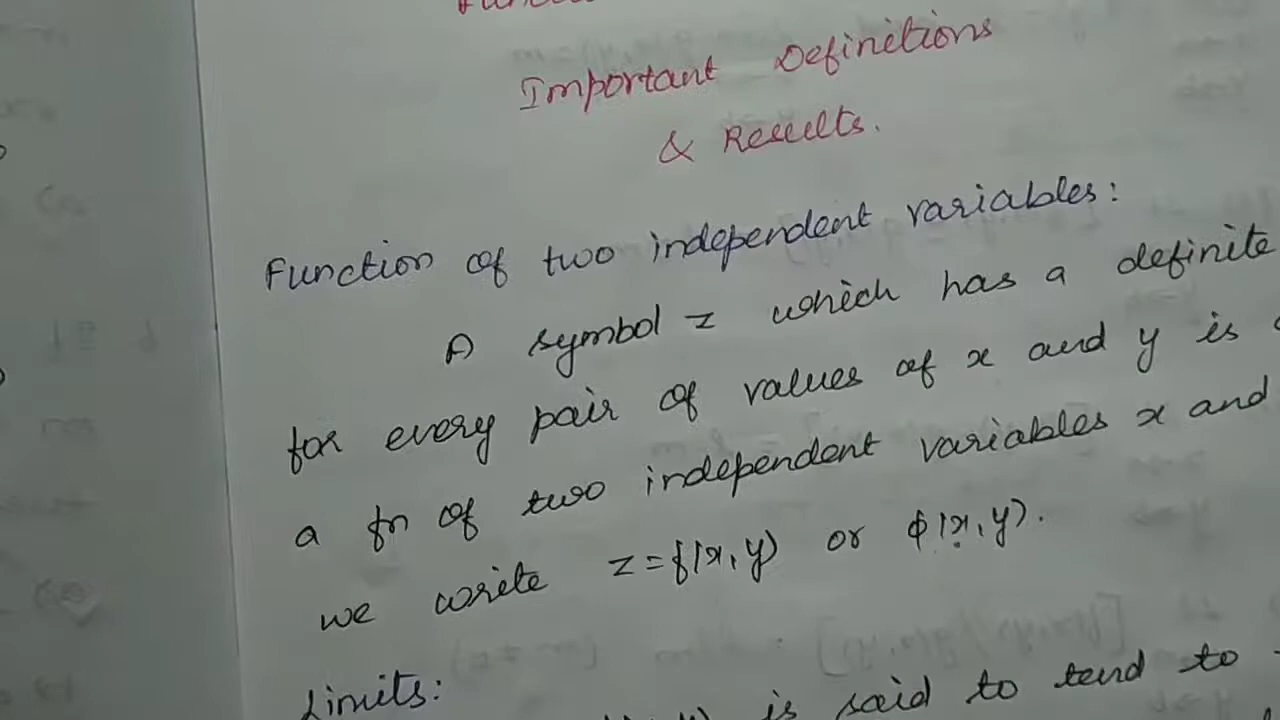 Important Definitions
& Results.
Function of two independent variables:
A symbol z which has a definite
for every pair of values of x and y is
a fn of two independent variables x and
we write z=f(x,y) or ϕ(x,y).
Limits:
is said to tend to